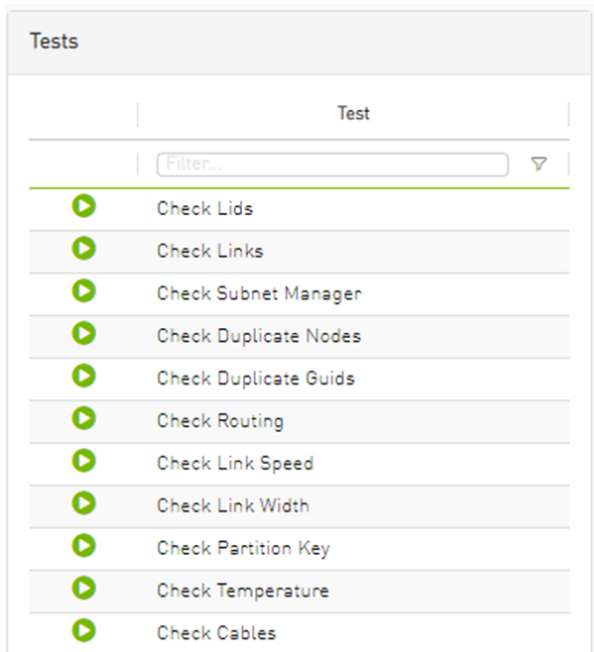 Tests
Test
Filter...
Check Lids
Check Links
Check Subnet Manager
Check Duplicate Nodes
Check Duplicate Guids
Check Routing
Check Link Speed
Check Link Width
Check Partition Key
Check Temperature
Check Cables